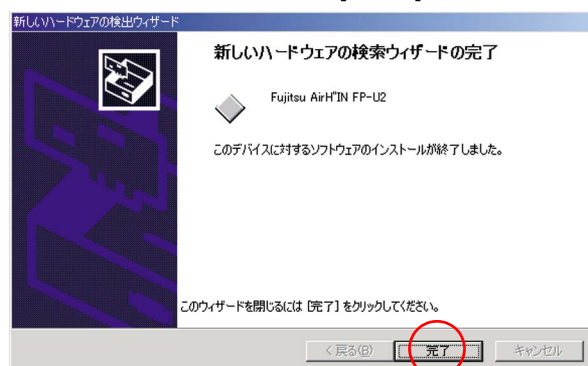 新しいハードウェアの検出ウィザード
新しいハードウェアの検索ウィザードの完了
Fujitsu AirH"IN FP-U2
このデバイスに対するソフトウェアのインストールが終了しました。
このウィザードを閉じるには [完了] をクリックしてください。
< 戻る(B)
完了
キャンセル